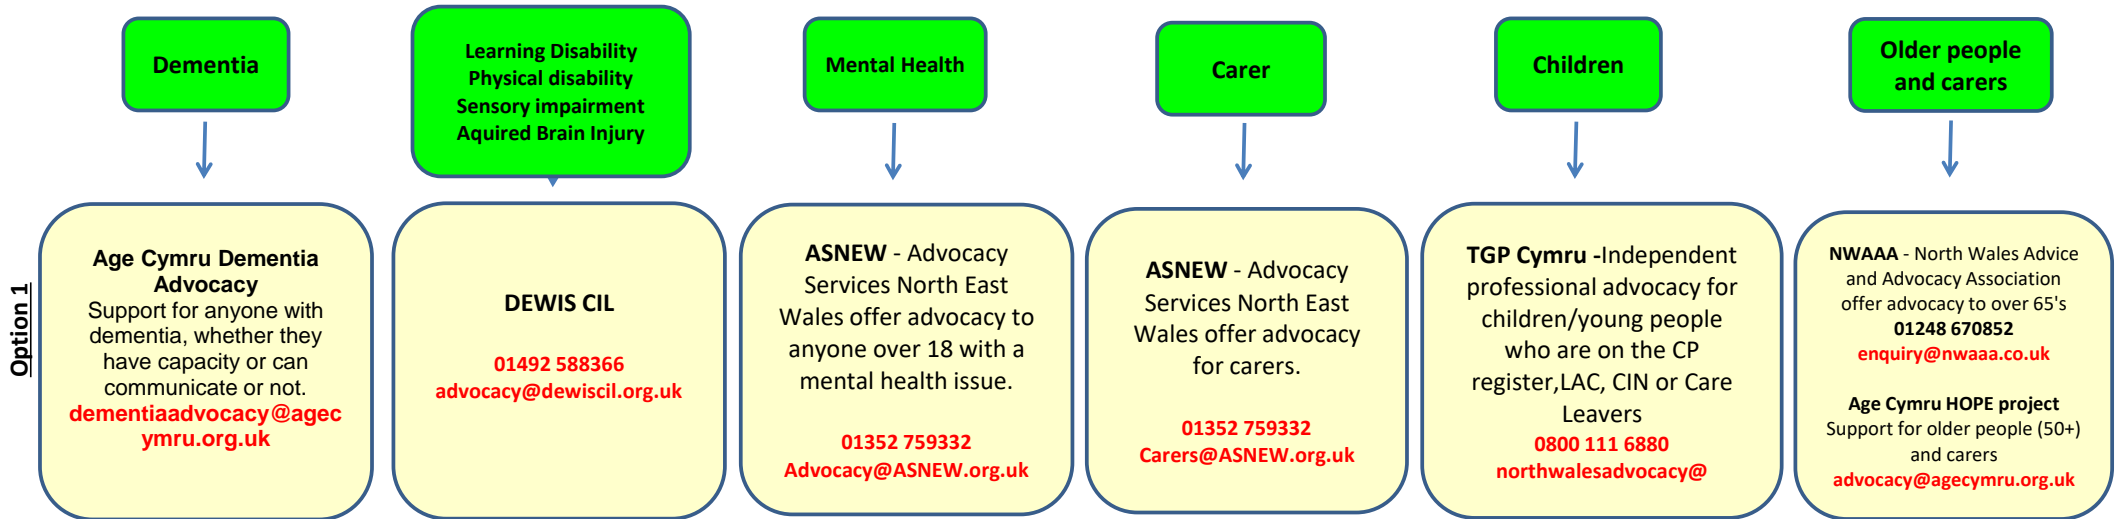 Dementia
Learning Disability
Physical disability
Sensory impairment
Aquired Brain Injury
Mental Health
Carer
Children
Older people
and carers
Option 1
Age Cymru Dementia
Advocacy
Support for anyone with
dementia, whether they
have capacity or can
communicate or not.
dementiaadvocacy@agec
ymru.org.uk
DEWIS CIL
01492 588366
advocacy@dewiscil.org.uk
ASNEW - Advocacy
Services North East
Wales offer advocacy to
anyone over 18 with a
mental health issue.
01352 759332
Advocacy@ASNEW.org.uk
ASNEW - Advocacy
Services North East
Wales offer advocacy
for carers.
01352 759332
Carers@ASNEW.org.uk
TGP Cymru -Independent
professional advocacy for
children/young people
who are on the CP
register,LAC, CIN or Care
Leavers
0800 111 6880
northwalesadvocacy@
NWAAA - North Wales Advice
and Advocacy Association
offer advocacy to over 65's
01248 670852
enquiry@nwaaa.co.uk
Age Cymru HOPE project
Support for older people (50+)
and carers
advocacy@agecymru.org.uk